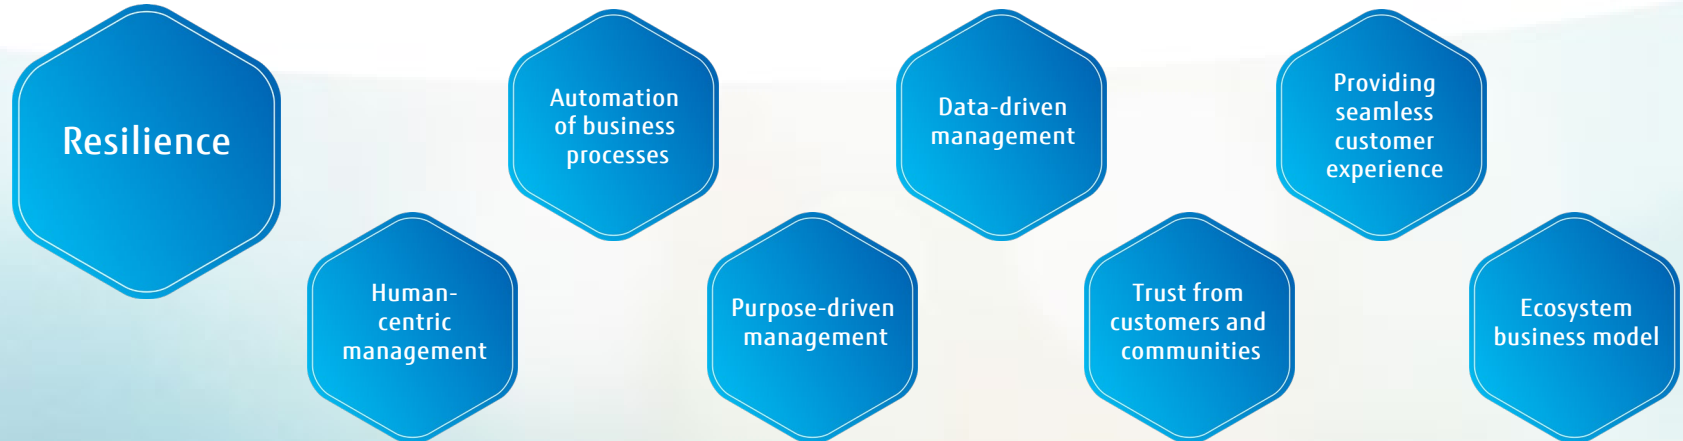 Resilience
Automation
of business
processes
Data-driven
management
Providing
seamless
customer
experience
Human-
centric
management
Purpose-driven
management
Trust from
customers and
communities
Ecosystem
business model